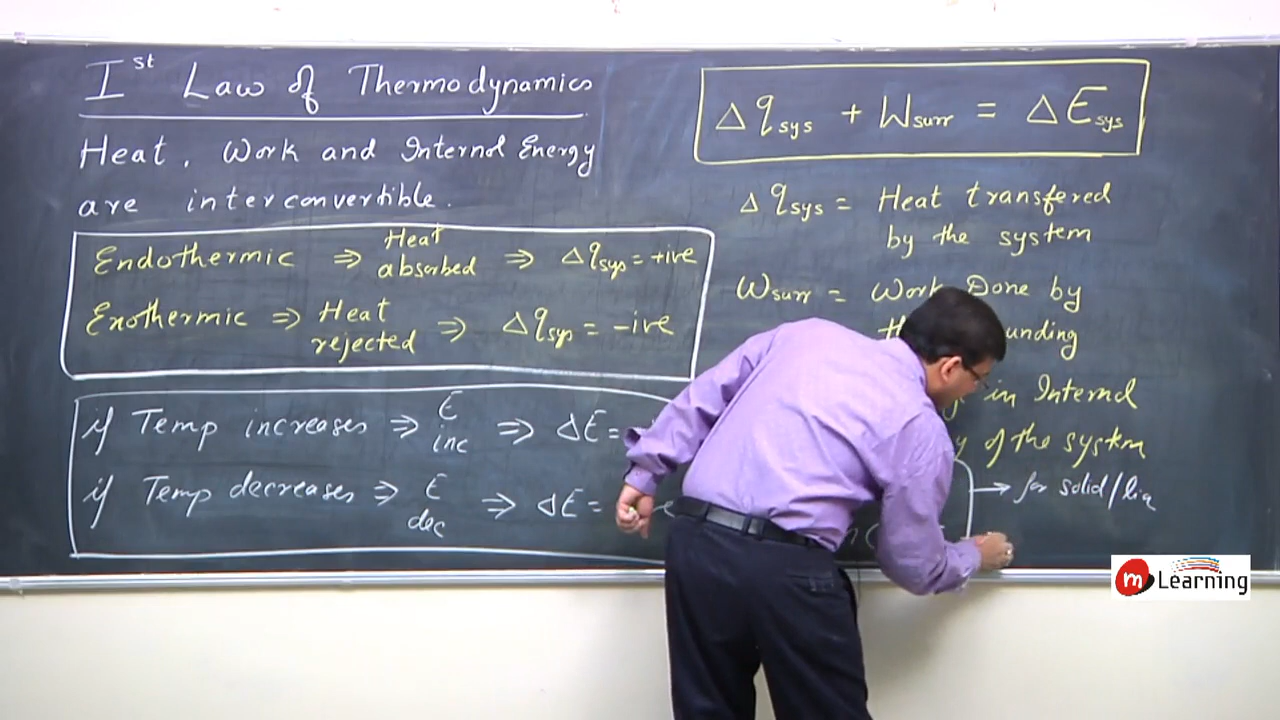 Ist Law of Thermodynamics
Heat, Work and Internal Energy
are interconvertible.
Endothermic ⇒ Heat absorbed ⇒ Δqsys = +ive
Exothermic ⇒ Heat rejected ⇒ Δqsys = -ive
if Temp increases ⇒ E inc ⇒ ΔE =
if Temp decreases ⇒ E dec ⇒ ΔE =
Δqsys + Wsurr = ΔEsys
Δqsys = Heat transfered
by the system
Wsurr = Work Done by
in Internal
of the system
→ for solid/liq
m Learning